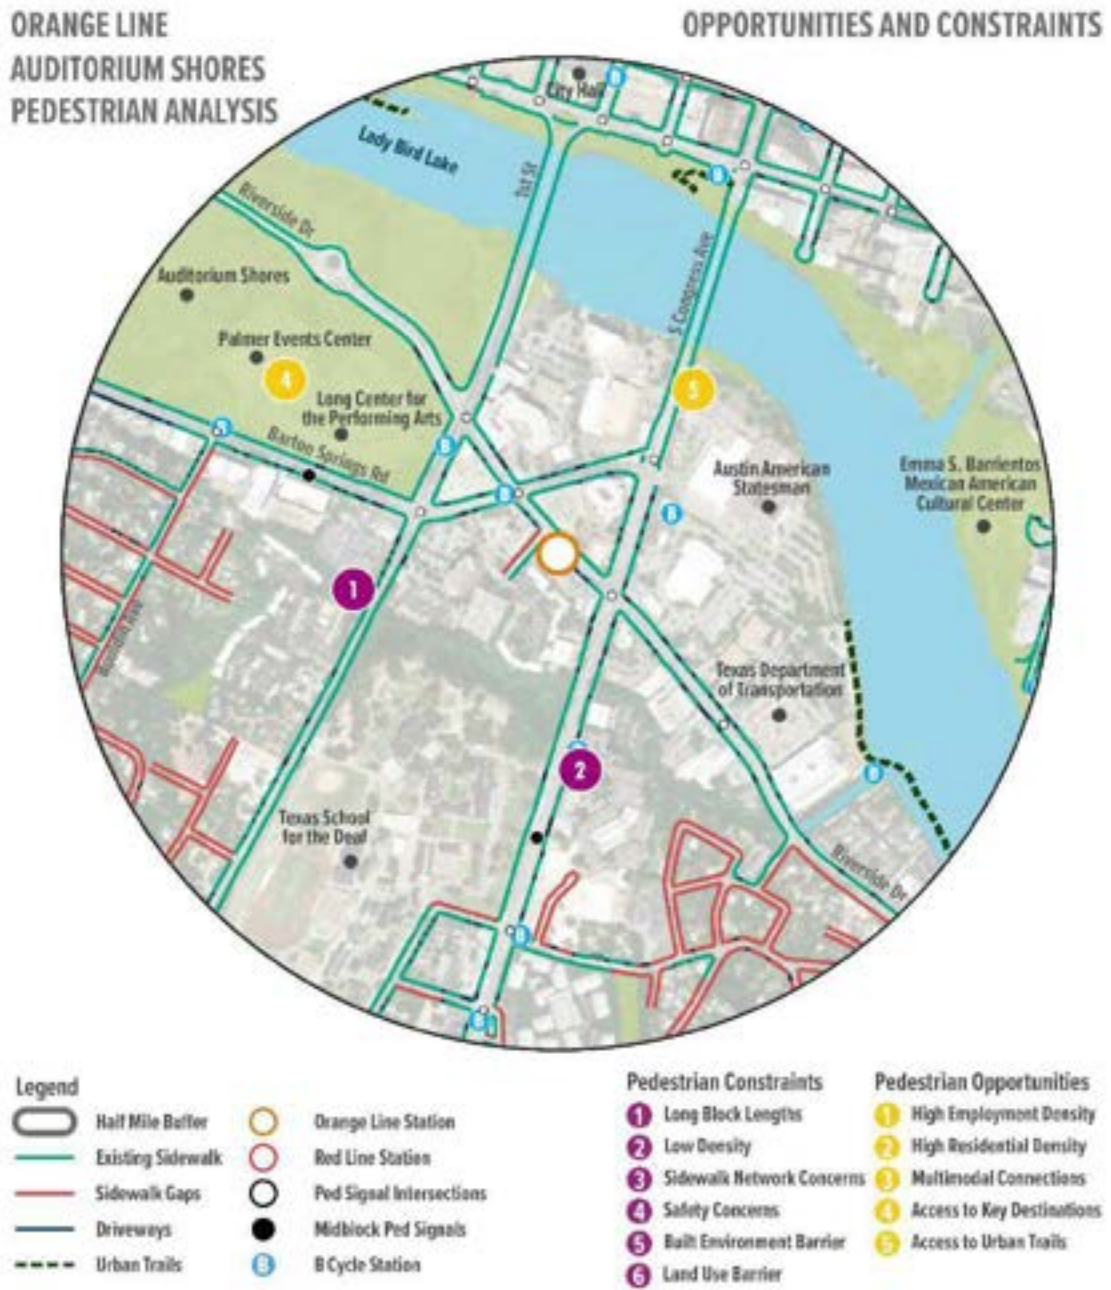 ORANGE LINE
AUDITORIUM SHORES
PEDESTRIAN ANALYSIS
OPPORTUNITIES AND CONSTRAINTS
City Hall
B
Lady Bird Lake
1st St
B
Riverside Dr
S Congress Ave
Auditorium Shores
Palmer Events Center
4
5
Long Center for
the Performing Arts
B
Barton Springs Rd
B
B
B
Austin American
Statesman
Emma S. Barrientos
Mexican American
Cultural Center
1
Texas Department
of Transportation
2
B
Texas School
for the Deaf
Riverside Dr
B
B
Legend
Half Mile Buffer
Existing Sidewalk
Sidewalk Gaps
Driveways
Urban Trails
Orange Line Station
Red Line Station
Ped Signal Intersections
Midblock Ped Signals
B
B Cycle Station
Pedestrian Constraints
1 Long Block Lengths
2 Low Density
3 Sidewalk Network Concerns
4 Safety Concerns
5 Built Environment Barrier
6 Land Use Barrier
Pedestrian Opportunities
1 High Employment Density
2 High Residential Density
3 Multimodal Connections
4 Access to Key Destinations
5 Access to Urban Trails